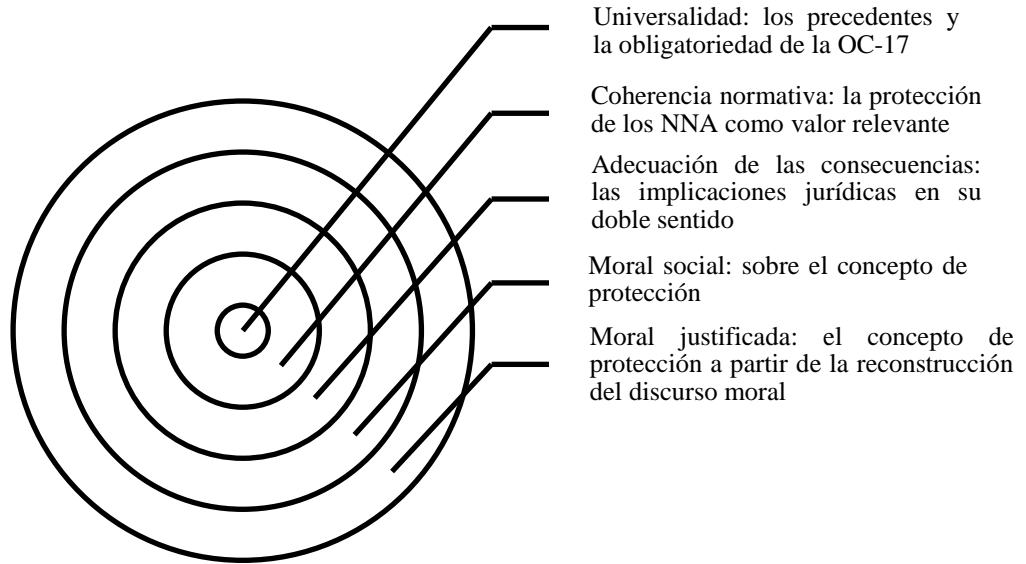 Universalidad: los precedentes y
la obligatoriedad de la OC-17
Coherencia normativa: la protección
de los NNA como valor relevante
Adecuación de las consecuencias:
las implicaciones jurídicas en su
doble sentido
Moral social: sobre el concepto de
protección
Moral justificada: el concepto de
protección a partir de la reconstrucción
del discurso moral